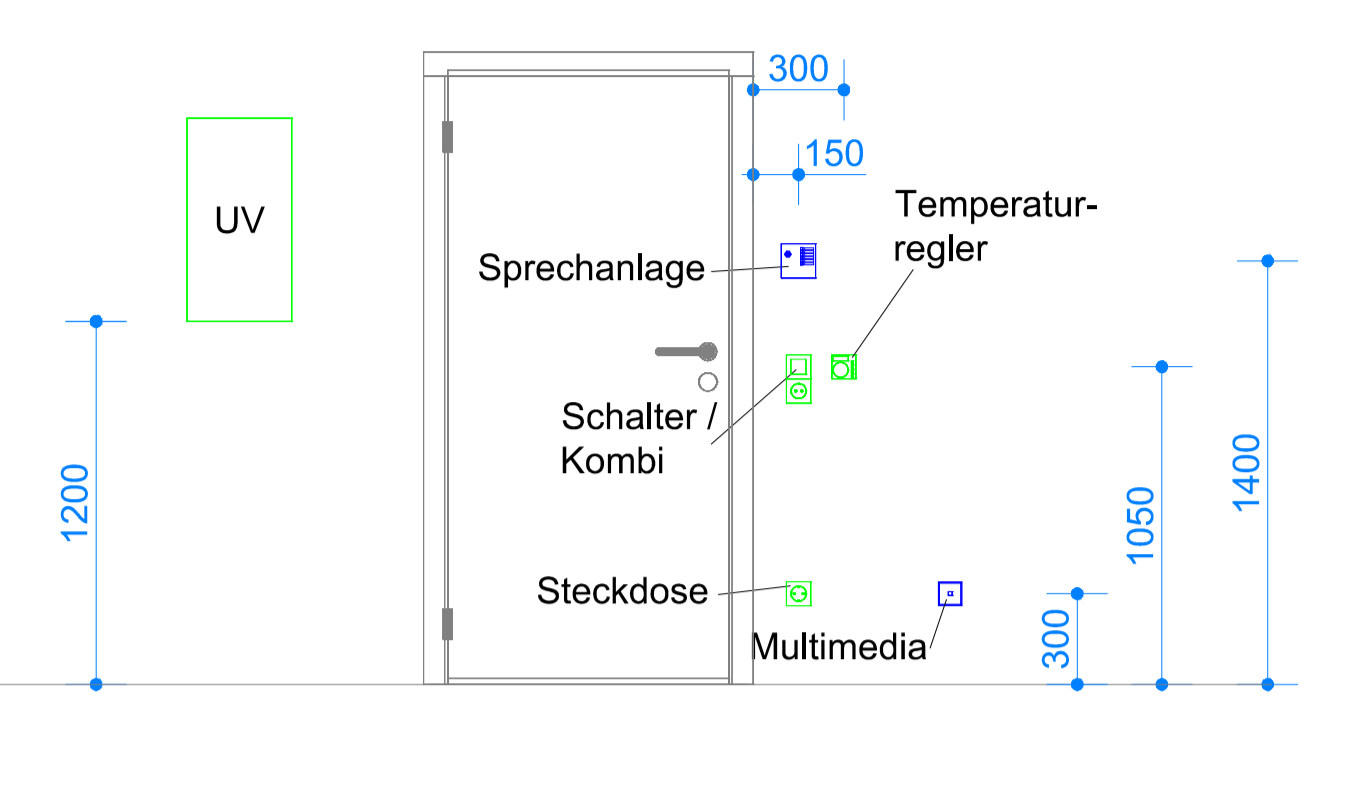 300
150
Temperatur-
regler
UV
Sprechanlage
Schalter /
Kombi
1200
1050
1400
Steckdose
Multimedia
300